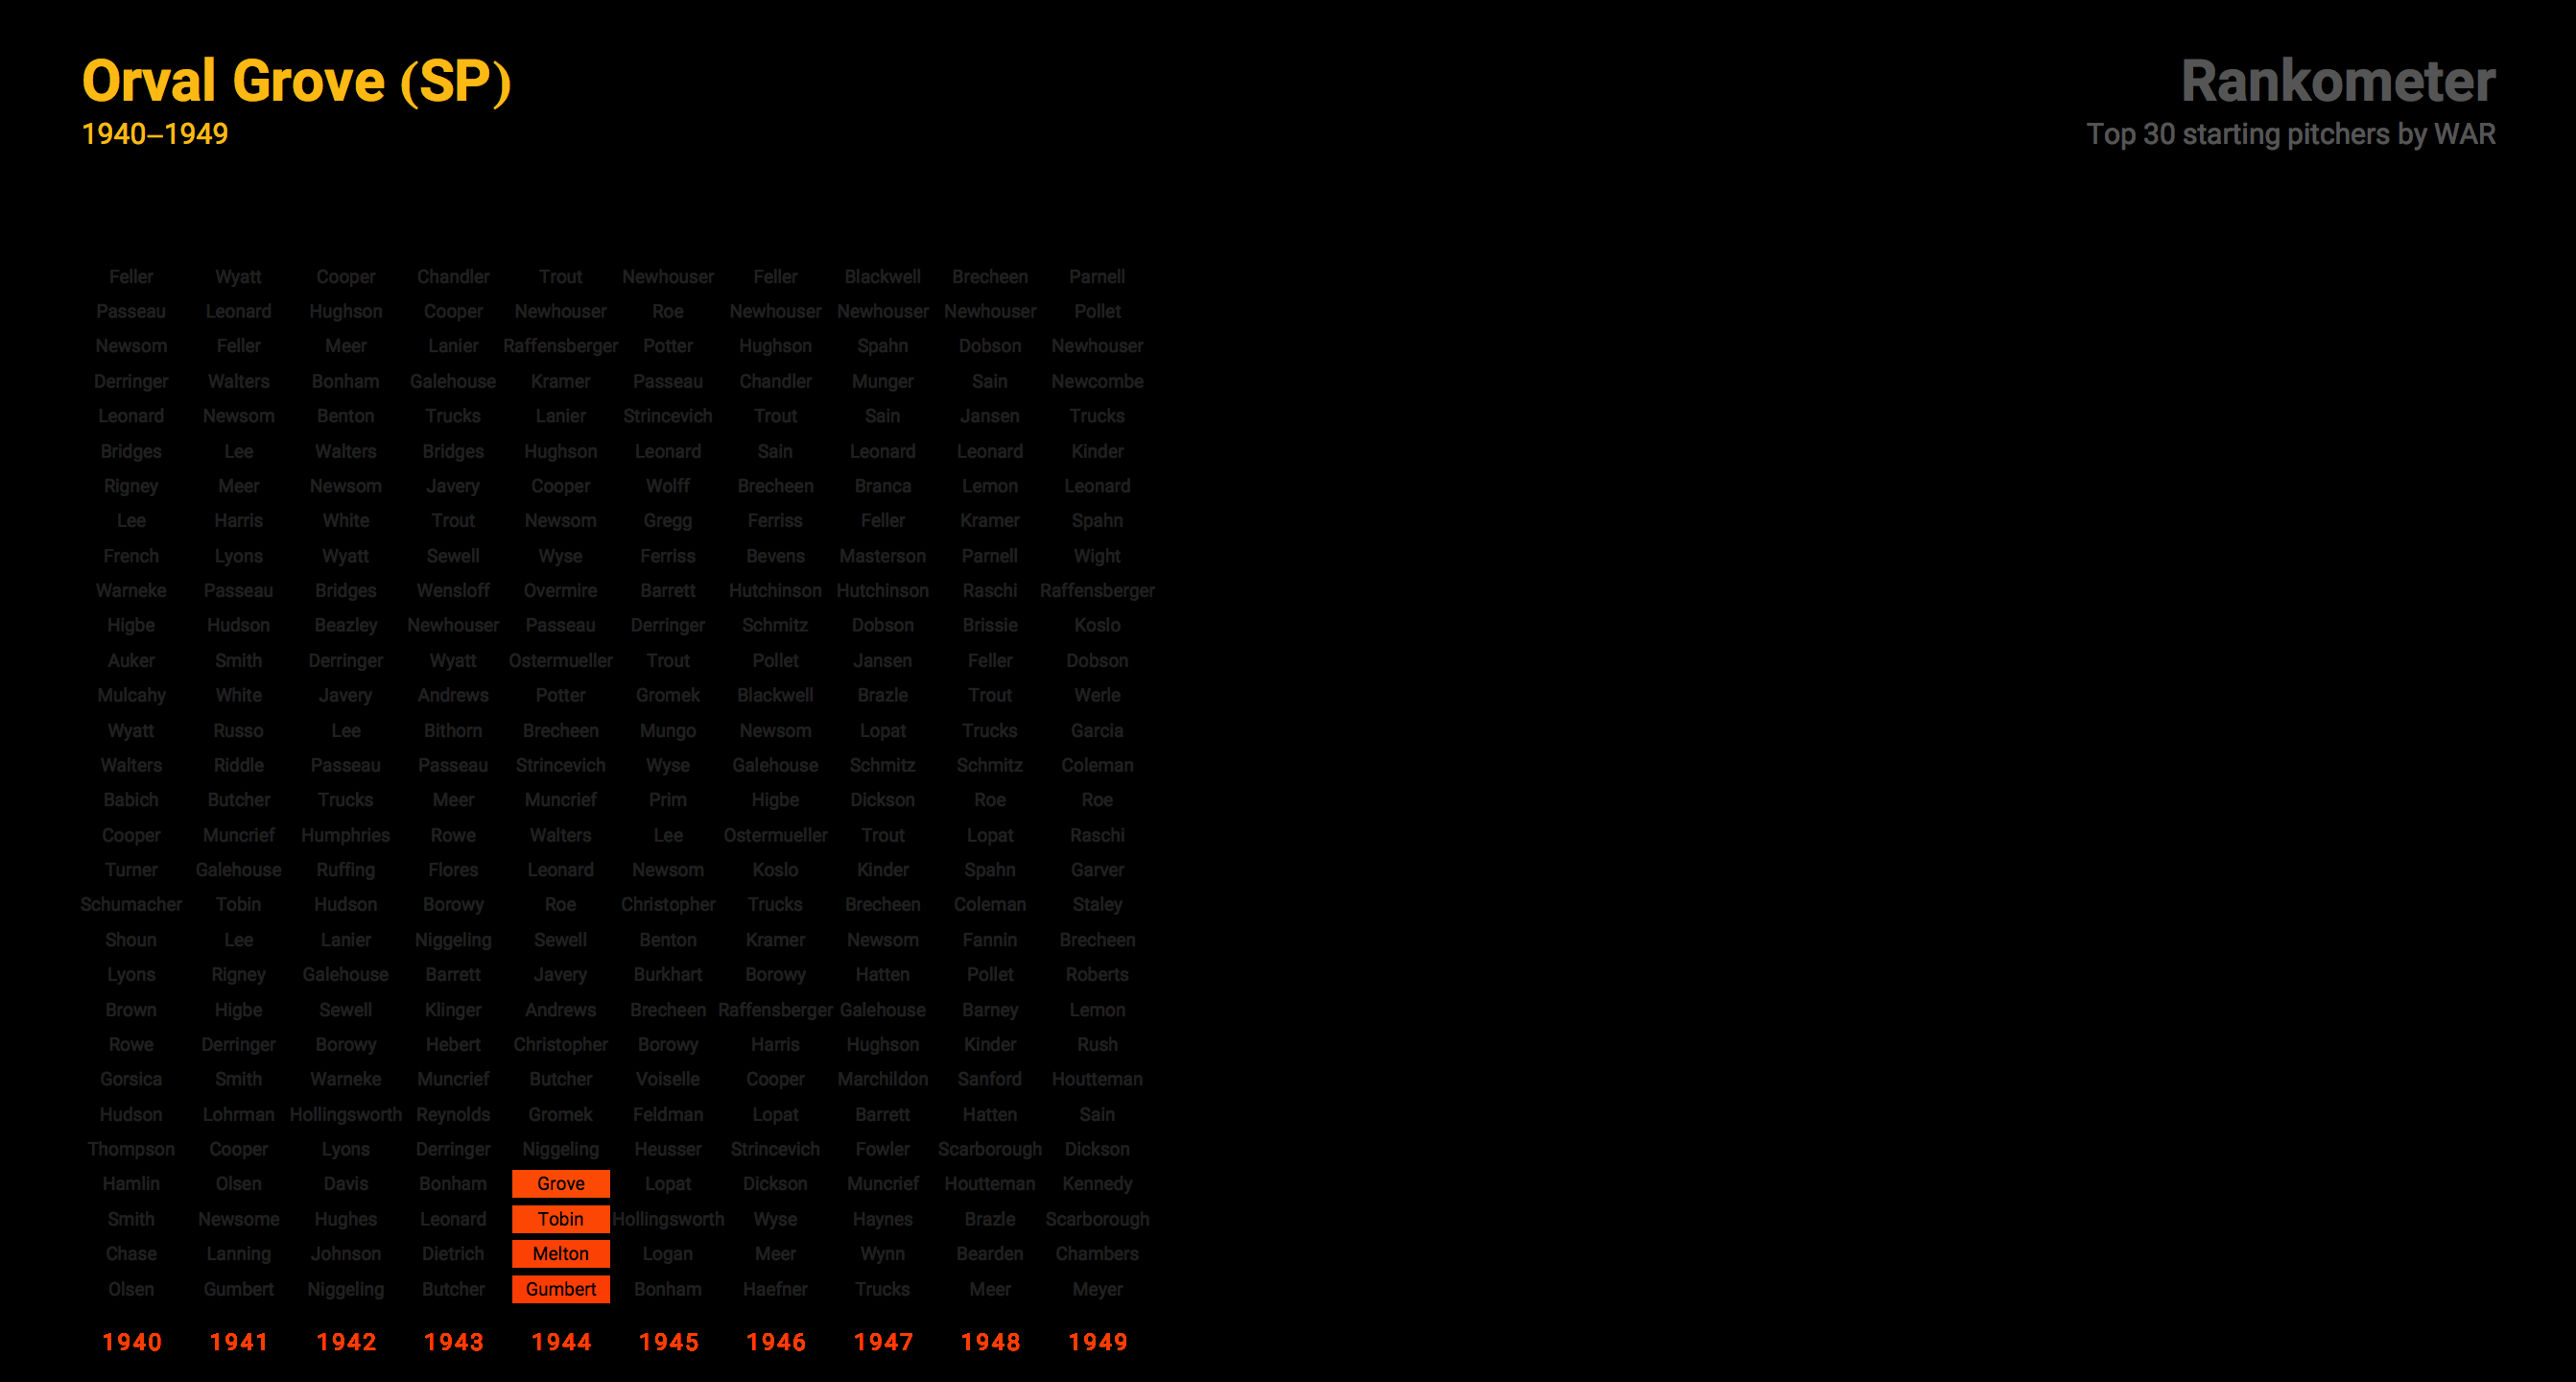 Orval Grove (SP)
1940–1949
Rankometer
Top 30 starting pitchers by WAR
Feller Wyatt Cooper Chandler Trout Newhouser Feller Blackwell Brecheen Parnell
Passeau Leonard Hughson Cooper Newhouser Roe Newhouser Newhouser Newhouser Pollet
Newsom Feller Meer Lanier Raffensberger Potter Hughson Spahn Dobson Newhouser
Derringer Walters Bonham Galehouse Kramer Passeau Chandler Munger Sain Newcombe
Leonard Newsom Benton Trucks Lanier Strincevich Trout Sain Jansen Trucks
Bridges Lee Walters Bridges Hughson Leonard Sain Leonard Leonard Kinder
Rigney Meer Newsom Javery Cooper Wolff Brecheen Branca Lemon Leonard
Lee Harris White Trout Newsom Gregg Ferriss Feller Kramer Spahn
French Lyons Wyatt Sewell Wyse Ferriss Bevens Masterson Parnell Wight
Warneke Passeau Bridges Wensloff Overmire Barrett Hutchinson Hutchinson Raschi Raffensberger
Higbe Hudson Beazley Newhouser Passeau Derringer Schmitz Dobson Brissie Koslo
Auker Smith Derringer Wyatt Ostermueller Trout Pollet Jansen Feller Dobson
Mulcahy White Javery Andrews Potter Gromek Blackwell Brazle Trout Werle
Wyatt Russo Lee Bithorn Brecheen Mungo Newsom Lopat Trucks Garcia
Walters Riddle Passeau Passeau Strincevich Wyse Galehouse Schmitz Schmitz Coleman
Babich Butcher Trucks Meer Muncrief Prim Higbe Dickson Roe Roe
Cooper Muncrief Humphries Rowe Walters Lee Ostermueller Trout Lopat Raschi
Turner Galehouse Ruffing Flores Leonard Newsom Koslo Kinder Spahn Garver
Schumacher Tobin Hudson Borowy Roe Christopher Trucks Brecheen Coleman Staley
Shoun Lee Lanier Niggeling Sewell Benton Kramer Newsom Fannin Brecheen
Lyons Rigney Galehouse Barrett Javery Burkhart Borowy Hatten Pollet Roberts
Brown Higbe Sewell Klinger Andrews Brecheen Raffensberger Galehouse Barney Lemon
Rowe Derringer Borowy Hebert Christopher Borowy Harris Hughson Kinder Rush
Gorsica Smith Warneke Muncrief Butcher Voiselle Cooper Marchildon Sanford Houtteman
Hudson Lohrman Hollingsworth Reynolds Gromek Feldman Lopat Barrett Hatten Sain
Thompson Cooper Lyons Derringer Niggeling Heusser Strincevich Fowler Scarborough Dickson
Hamlin Olsen Davis Bonham Grove Lopat Dickson Muncrief Houtteman Kennedy
Smith Newsome Hughes Leonard Tobin Hollingsworth Wyse Haynes Brazle Scarborough
Chase Lanning Johnson Dietrich Melton Logan Meer Wynn Bearden Chambers
Olsen Gumbert Niggeling Butcher Gumbert Bonham Haefner Trucks Meer Meyer
1940 1941 1942 1943 1944 1945 1946 1947 1948 1949